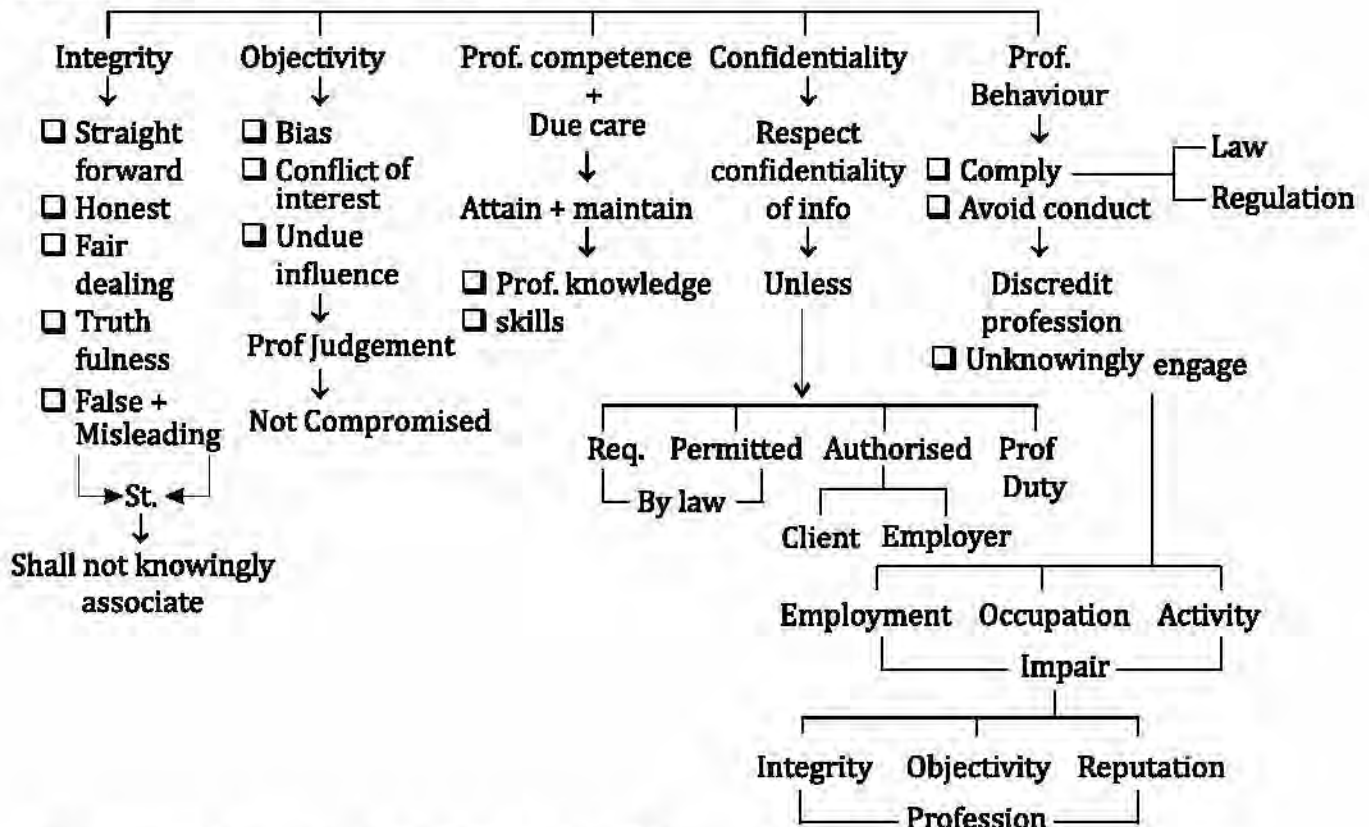 Integrity
↓
❑ Straight
forward
❑ Honest
❑ Fair
dealing
❑ Truth
fulness
❑ False +
Misleading
St.
↓
Shall not knowingly
associate
Objectivity
↓
❑ Bias
❑ Conflict of
interest
❑ Undue
influence
↓
Prof Judgement
↓
Not Compromised
Prof. competence
+
Due care
↓
Attain + maintain
↓
❑ Prof. knowledge
❑ skills
Confidentiality
↓
Respect
confidentiality
of info
↓
Unless
Req. Permitted Authorised Prof
Duty
By law
Client Employer
Prof.
Behaviour
↓
❑ Comply
Law
Regulation
❑ Avoid conduct
↓
Discredit
profession
❑ Unknowingly engage
Employment Occupation Activity
Impair
Integrity Objectivity Reputation
Profession